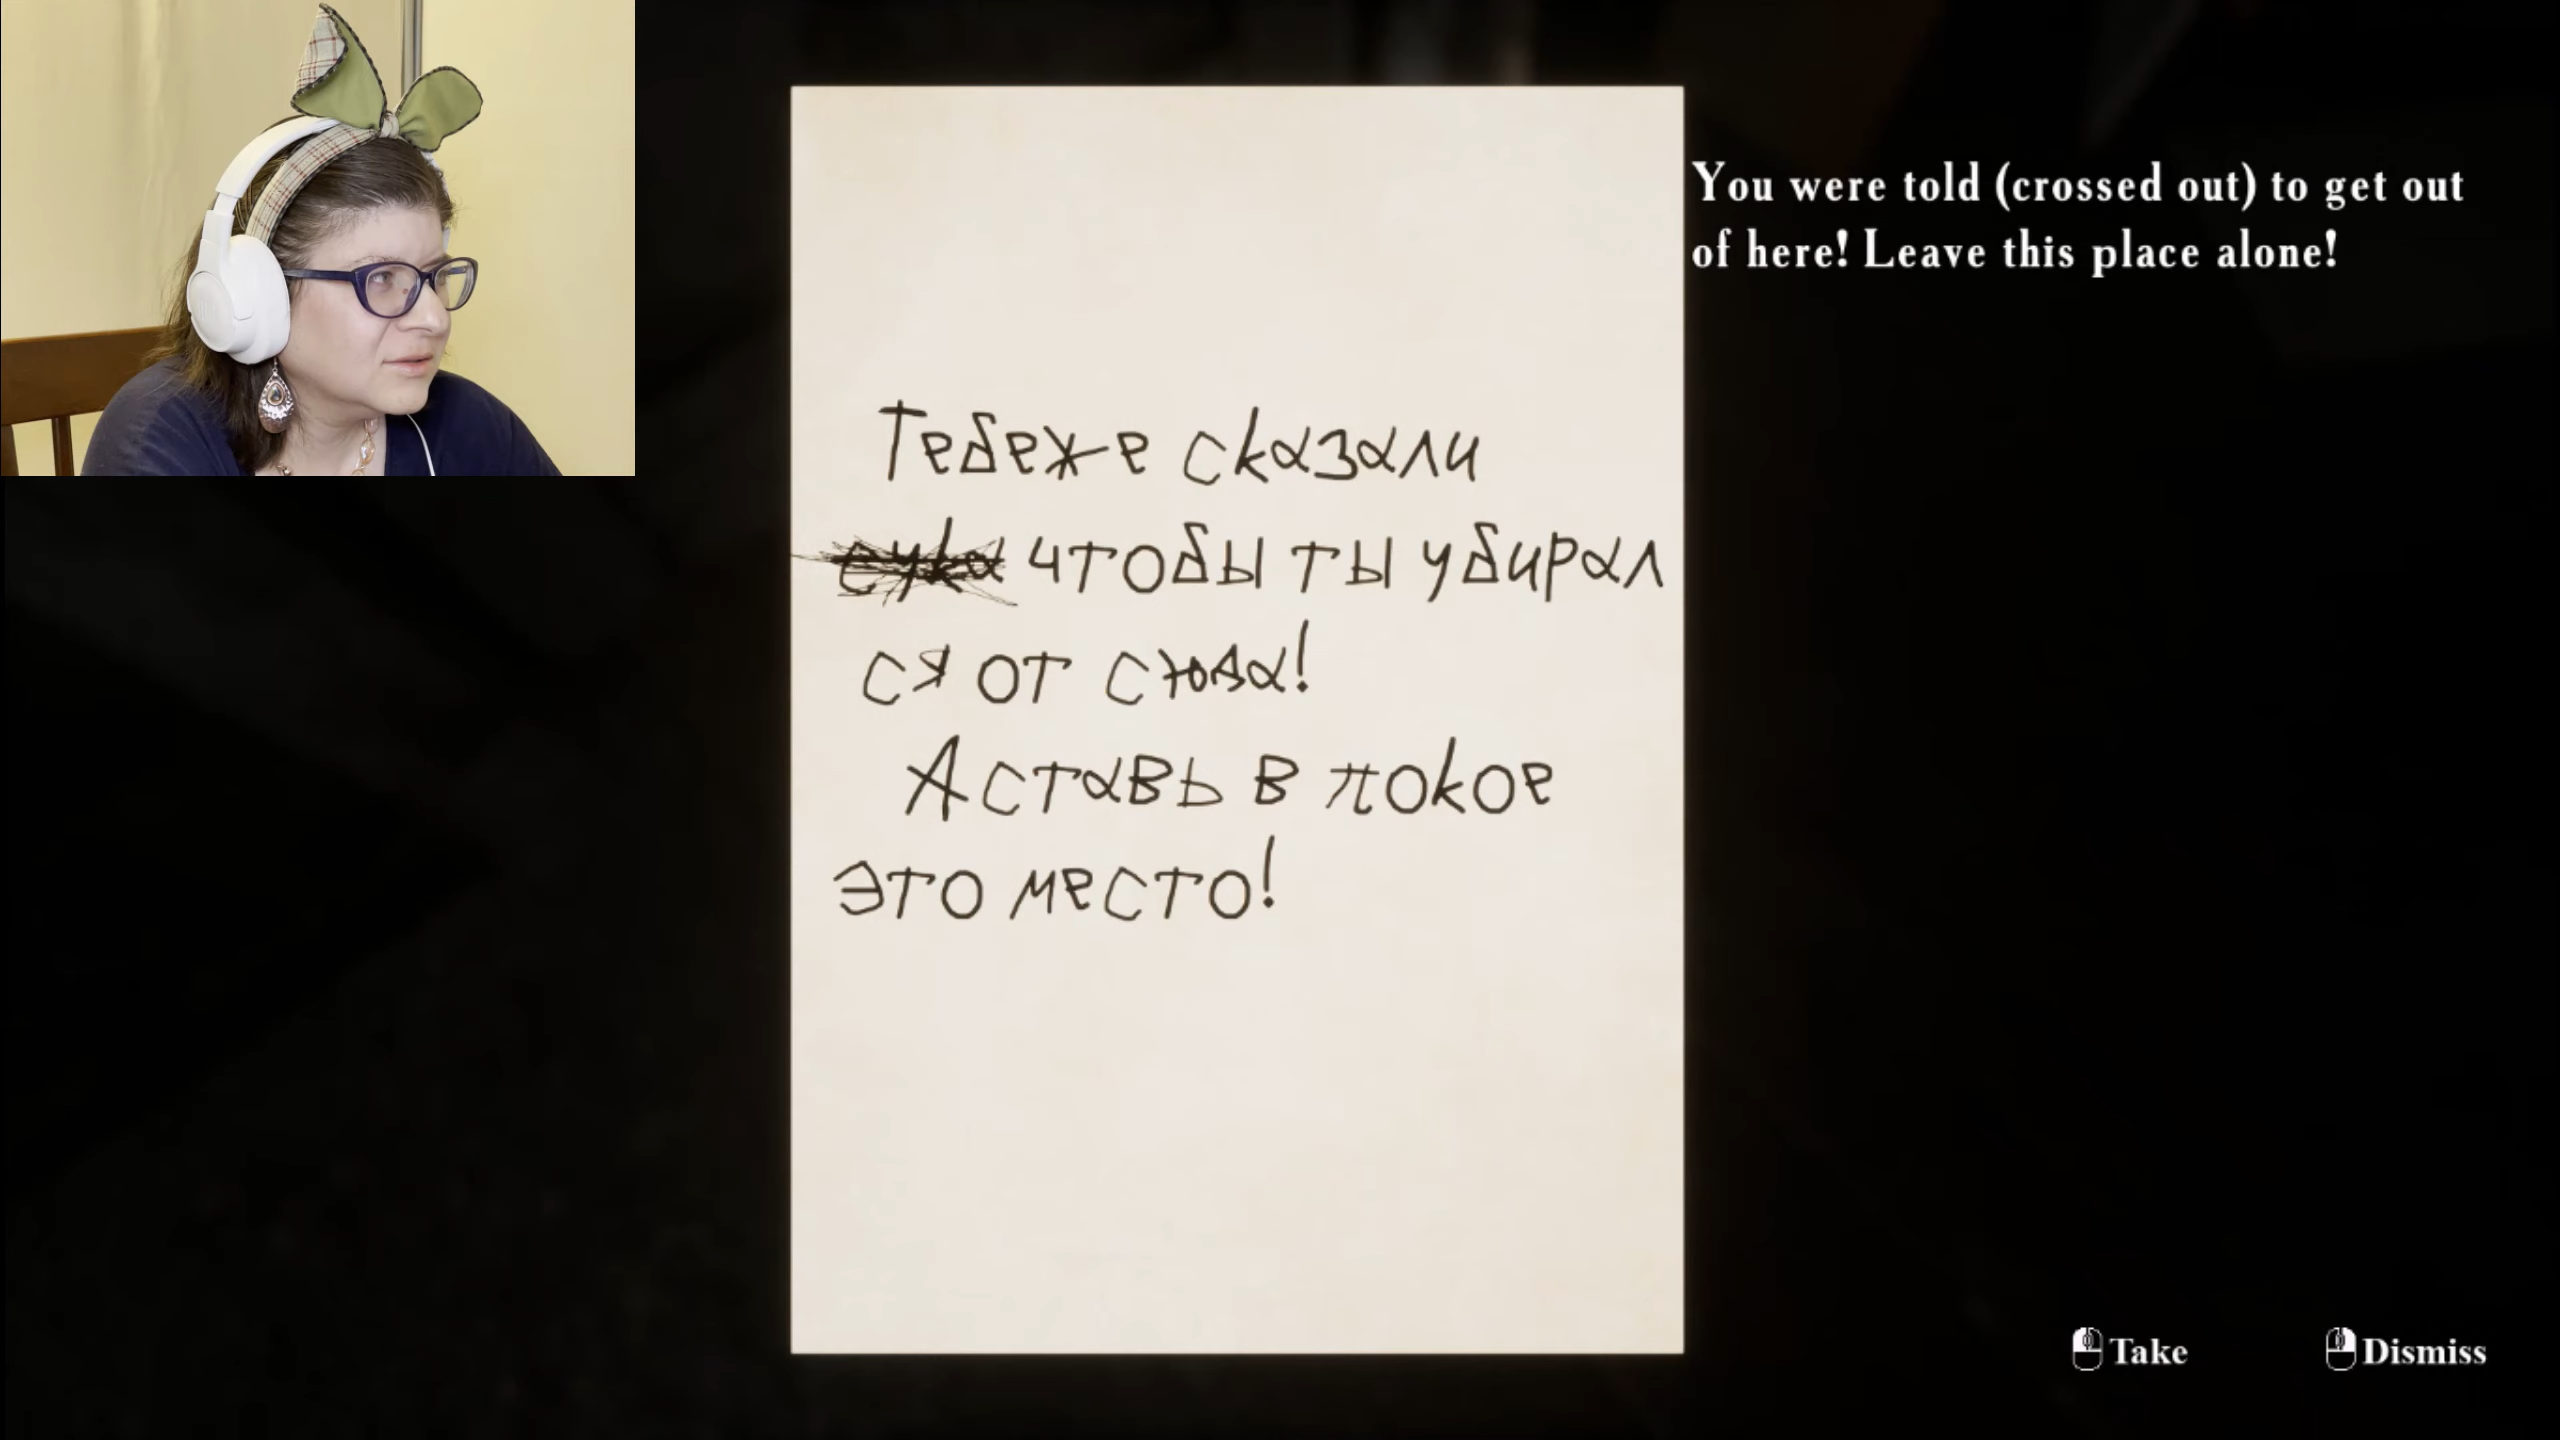 You were told (crossed out) to get out
of here! Leave this place alone!
Тебеже сказали
сука чтобы ты убирал
ся от сюда!
Аставь в покое
это место!
Take
Dismiss